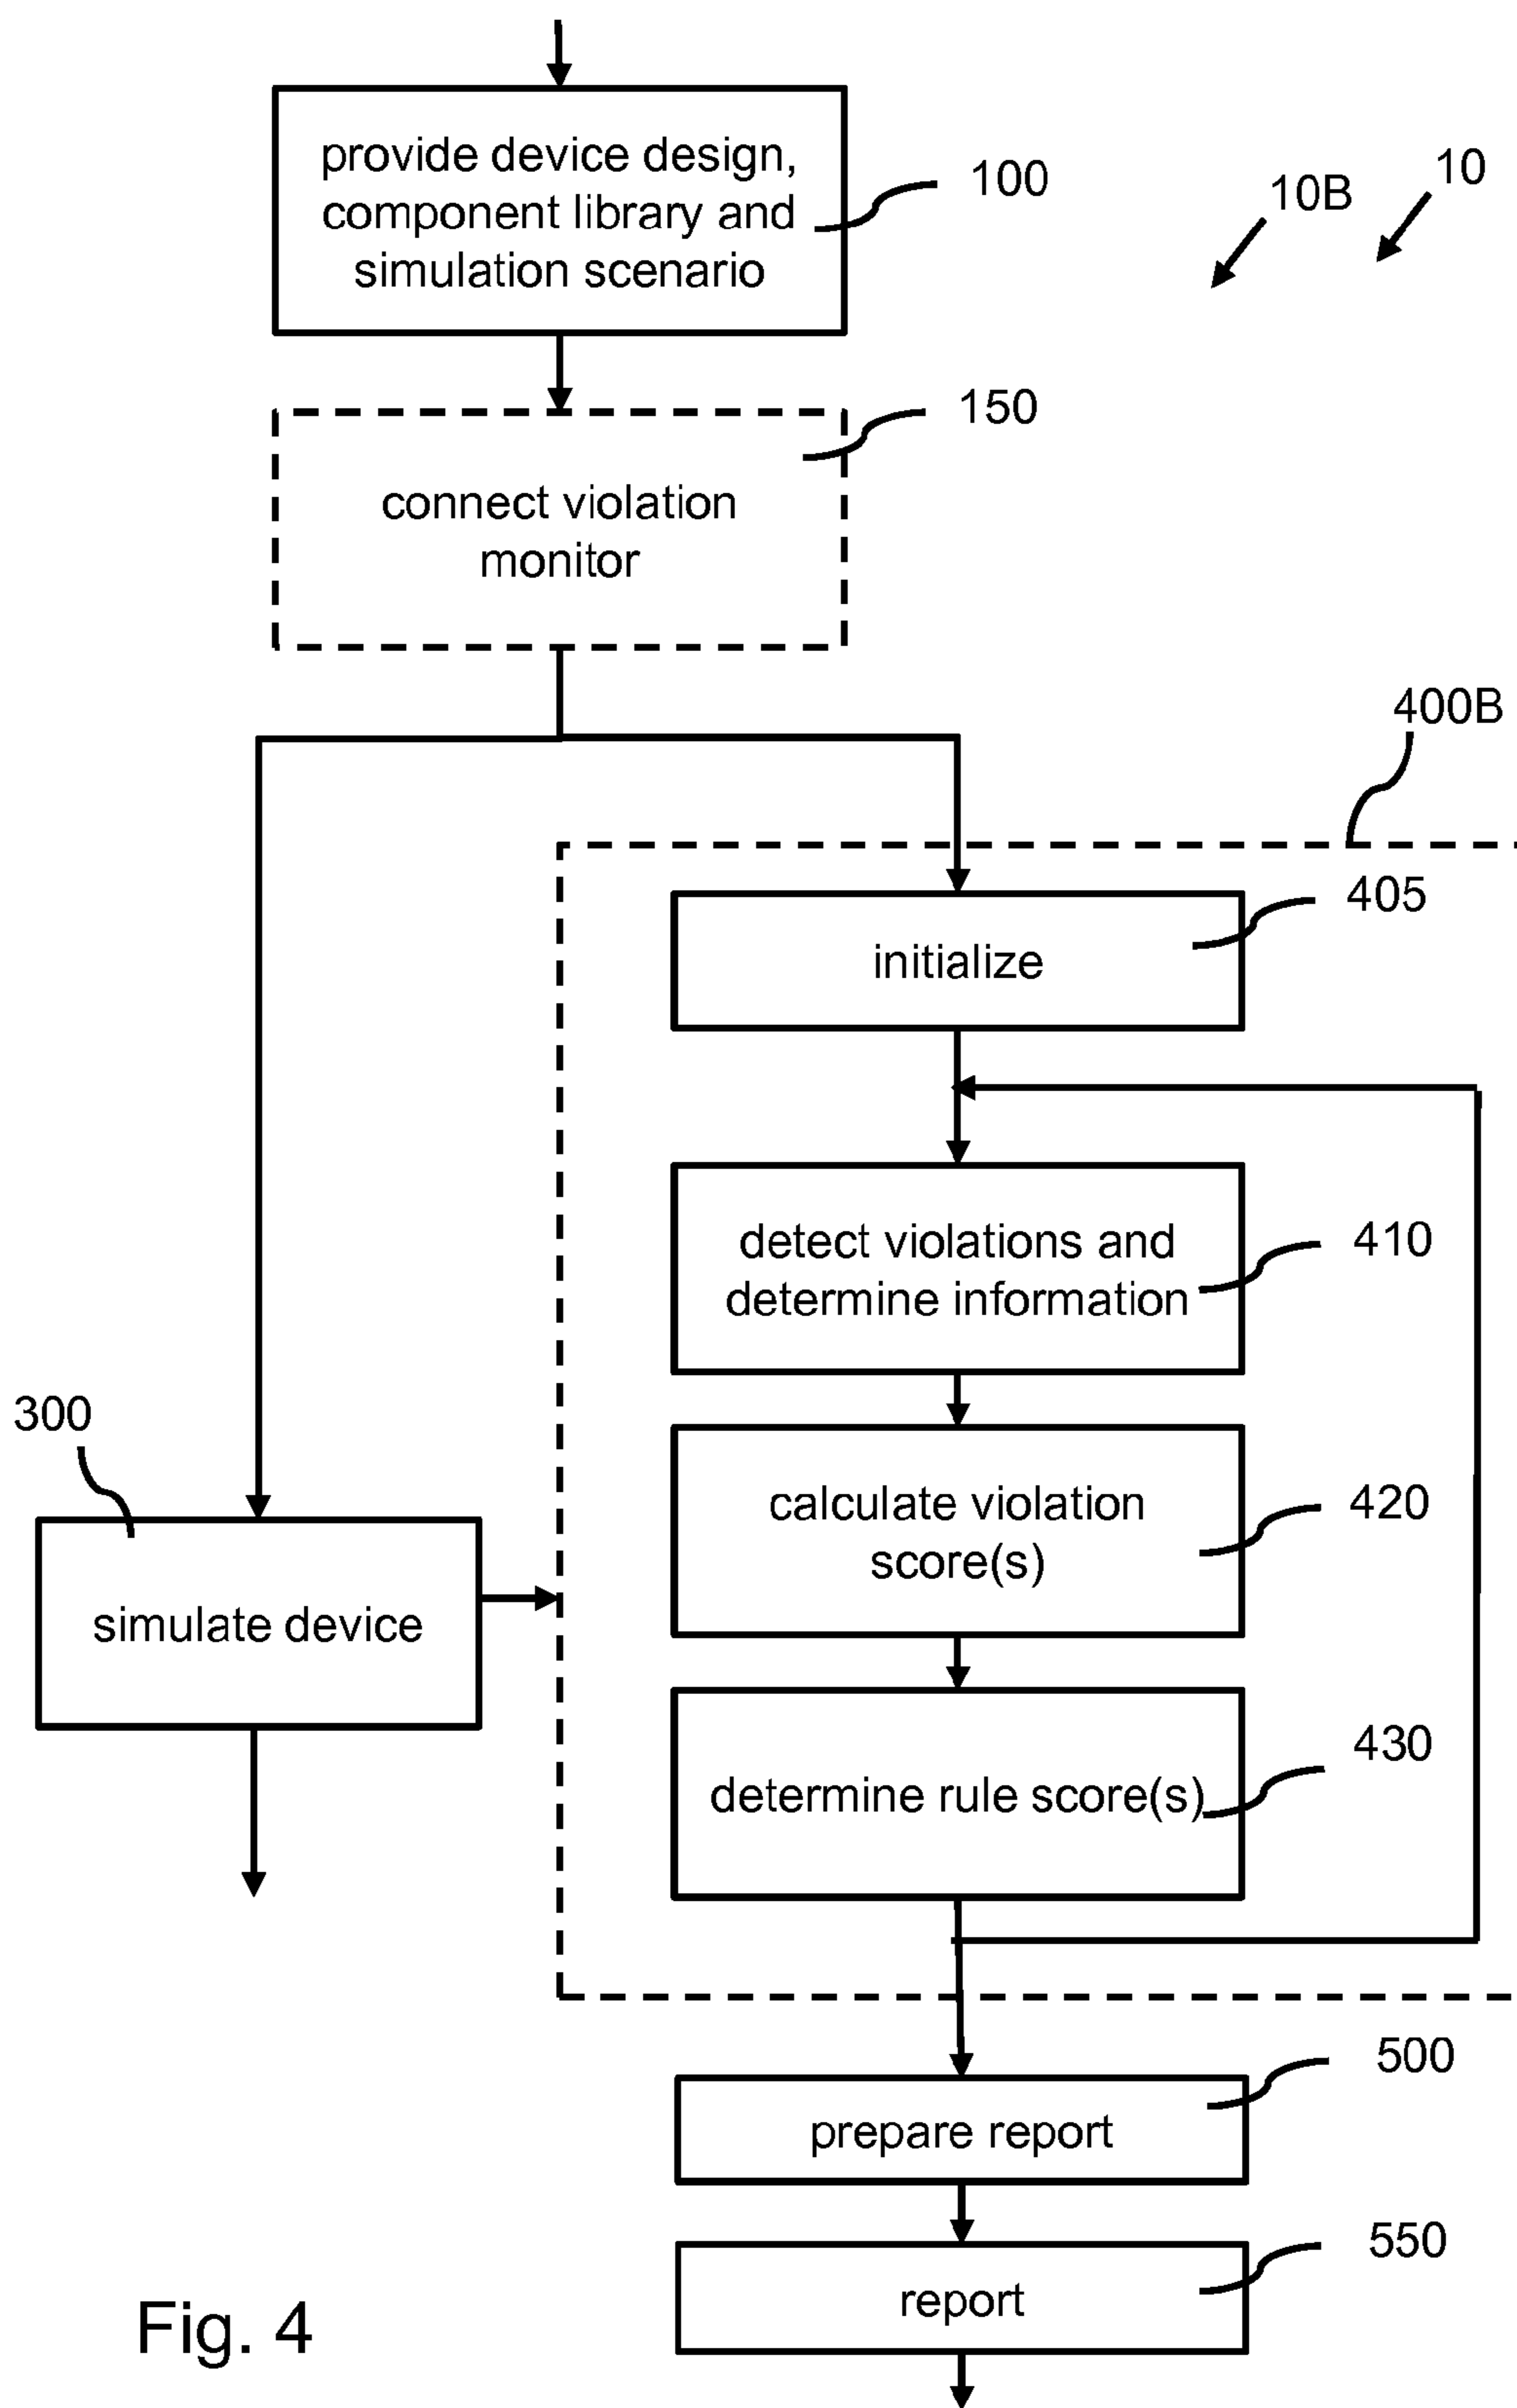 provide device design,
component library and
simulation scenario
100
10B
10
connect violation
monitor
150
400B
initialize
405
detect violations and
determine information
410
300
simulate device
calculate violation
score(s)
420
determine rule score(s)
430
prepare report
500
report
550
Fig. 4